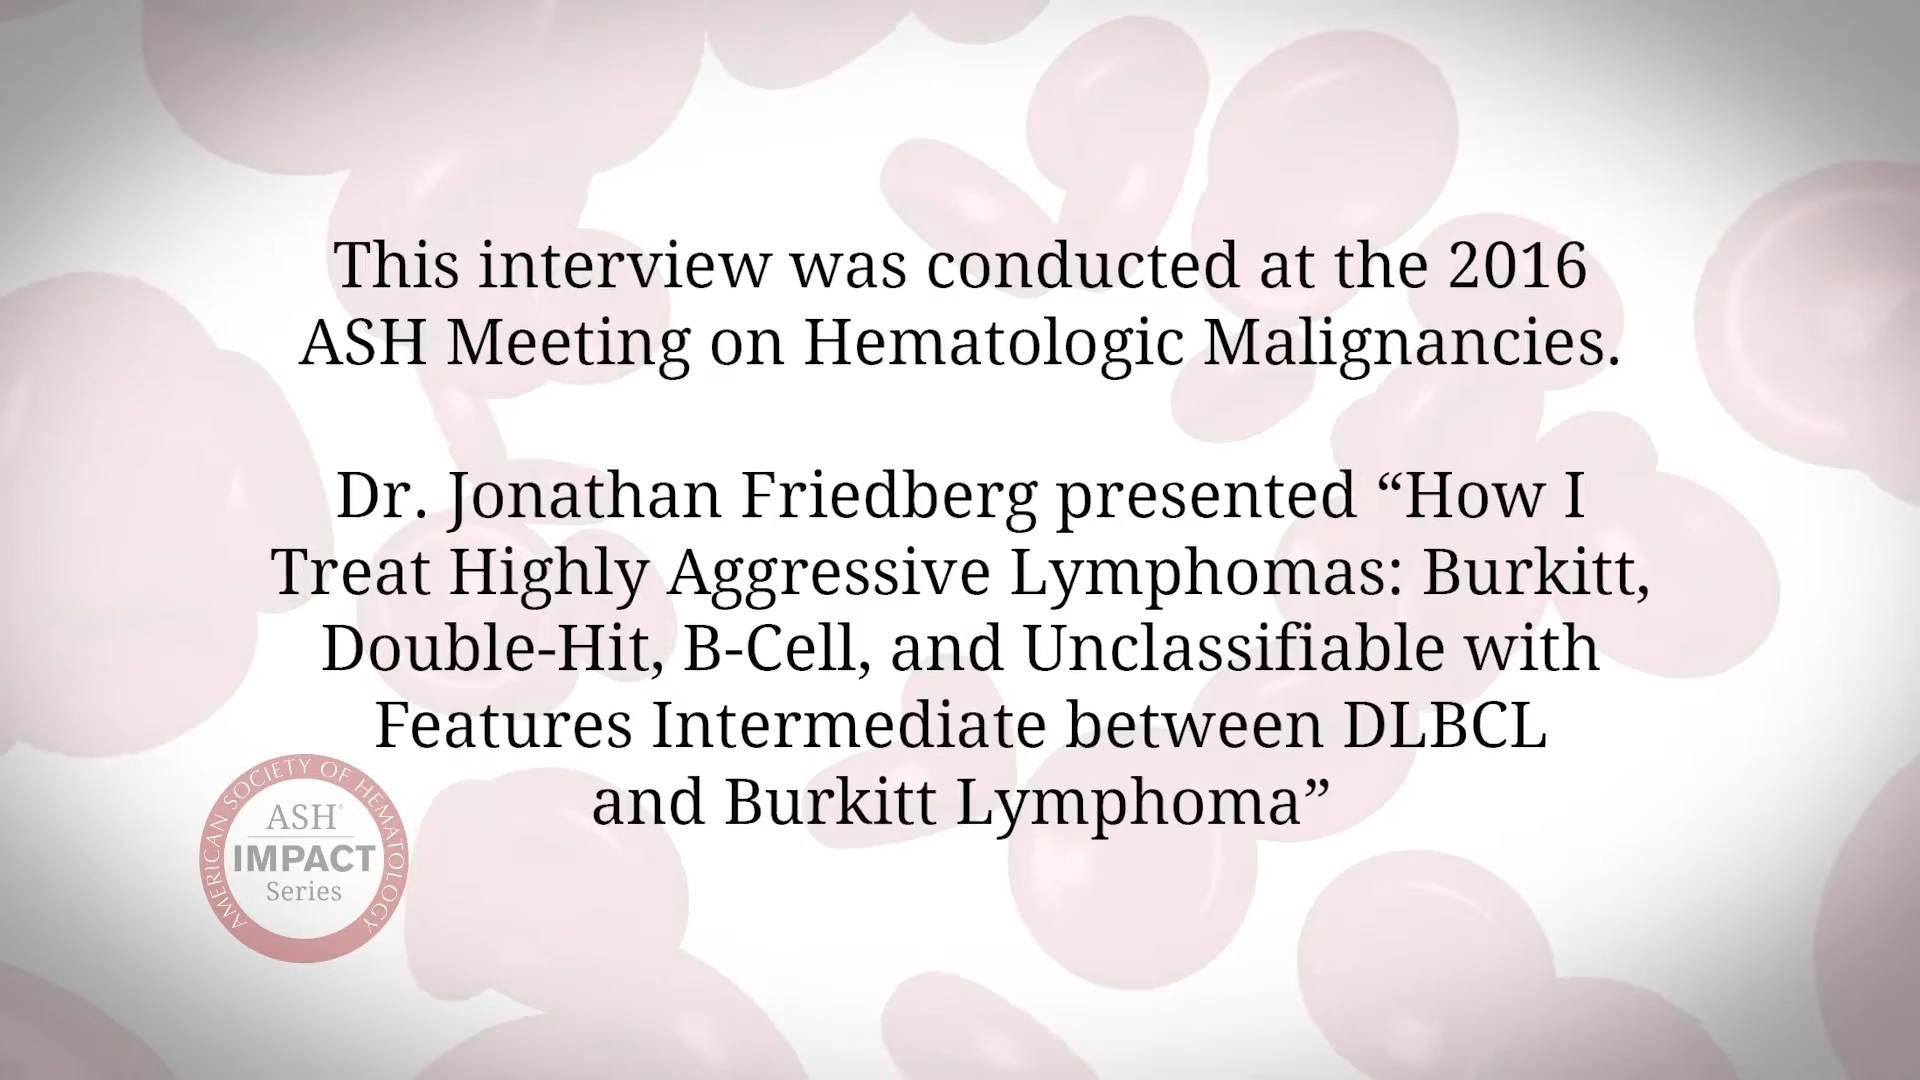 This interview was conducted at the 2016
ASH Meeting on Hematologic Malignancies.
Dr. Jonathan Friedberg presented “How I
Treat Highly Aggressive Lymphomas: Burkitt,
Double-Hit, B-Cell, and Unclassifiable with
Features Intermediate between DLBCL
and Burkitt Lymphoma”
AMERICAN SOCIETY OF HEMATOLOGY
ASH®
IMPACT
Series